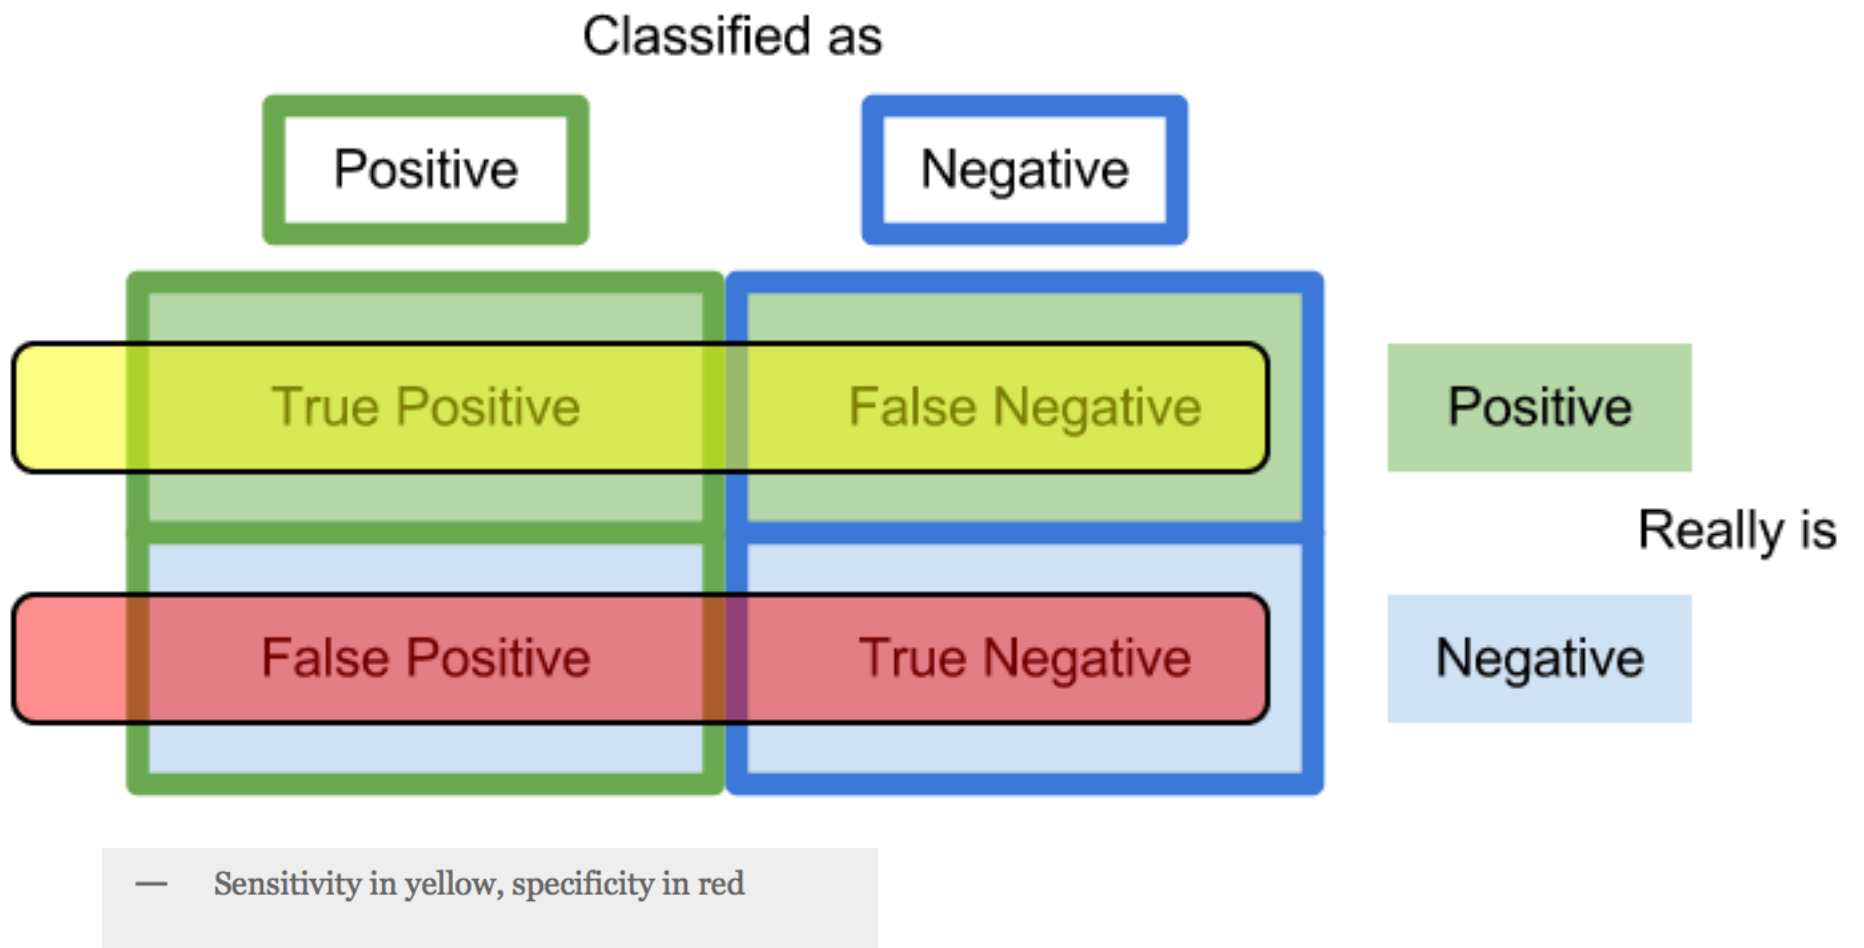 Classified as
Positive
Negative
True Positive
False Negative
Positive
Really is
False Positive
True Negative
Negative
— Sensitivity in yellow, specificity in red